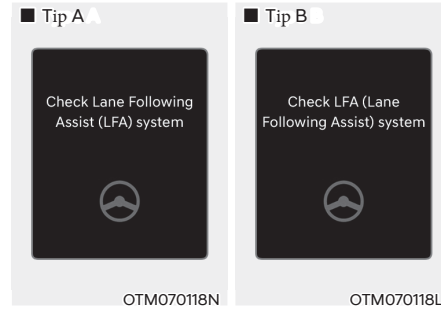 ■ Tip A
Check Lane Following
Assist (LFA) system
OTM070118N
■ Tip B
Check LFA (Lane
Following Assist) system
OTM070118L